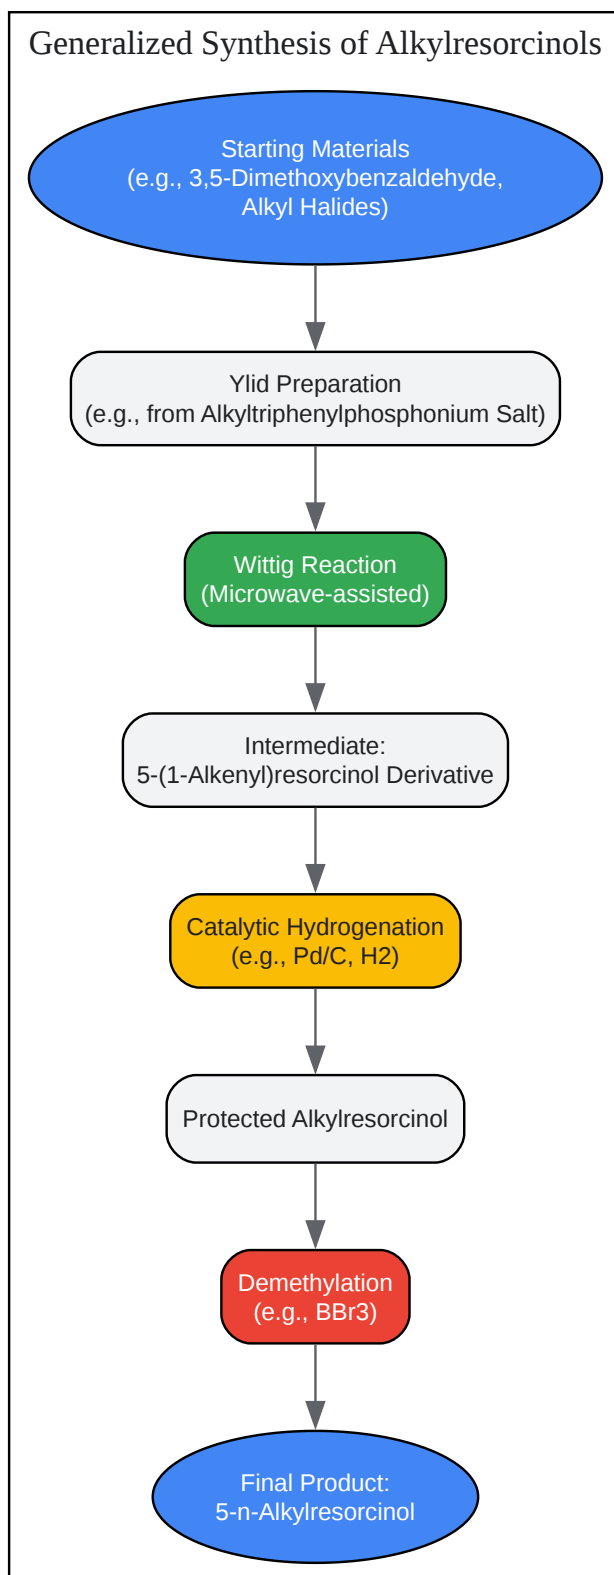 Generalized Synthesis of Alkylresorcinols
Starting Materials
(e.g., 3,5-Dimethoxybenzaldehyde,
Alkyl Halides)
Ylid Preparation
(e.g., from Alkyltriphenylphosphonium Salt)
Wittig Reaction
(Microwave-assisted)
Intermediate:
5-(1-Alkenyl)resorcinol Derivative
Catalytic Hydrogenation
(e.g., Pd/C, H2)
Protected Alkylresorcinol
Demethylation
(e.g., BBr3)
Final Product:
5-n-Alkylresorcinol